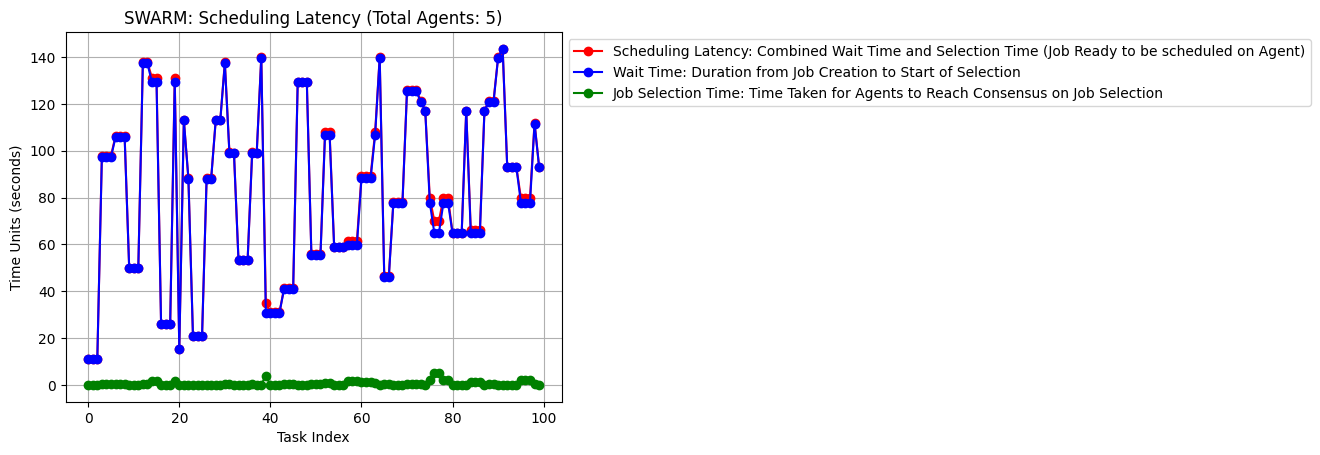 SWARM: Scheduling Latency (Total Agents: 5)
Scheduling Latency: Combined Wait Time and Selection Time (Job Ready to be scheduled on Agent)
Wait Time: Duration from Job Creation to Start of Selection
Job Selection Time: Time Taken for Agents to Reach Consensus on Job Selection
Time Units (seconds)
140
120
100
80
60
40
20
0
0 20 40 60 80 100
Task Index